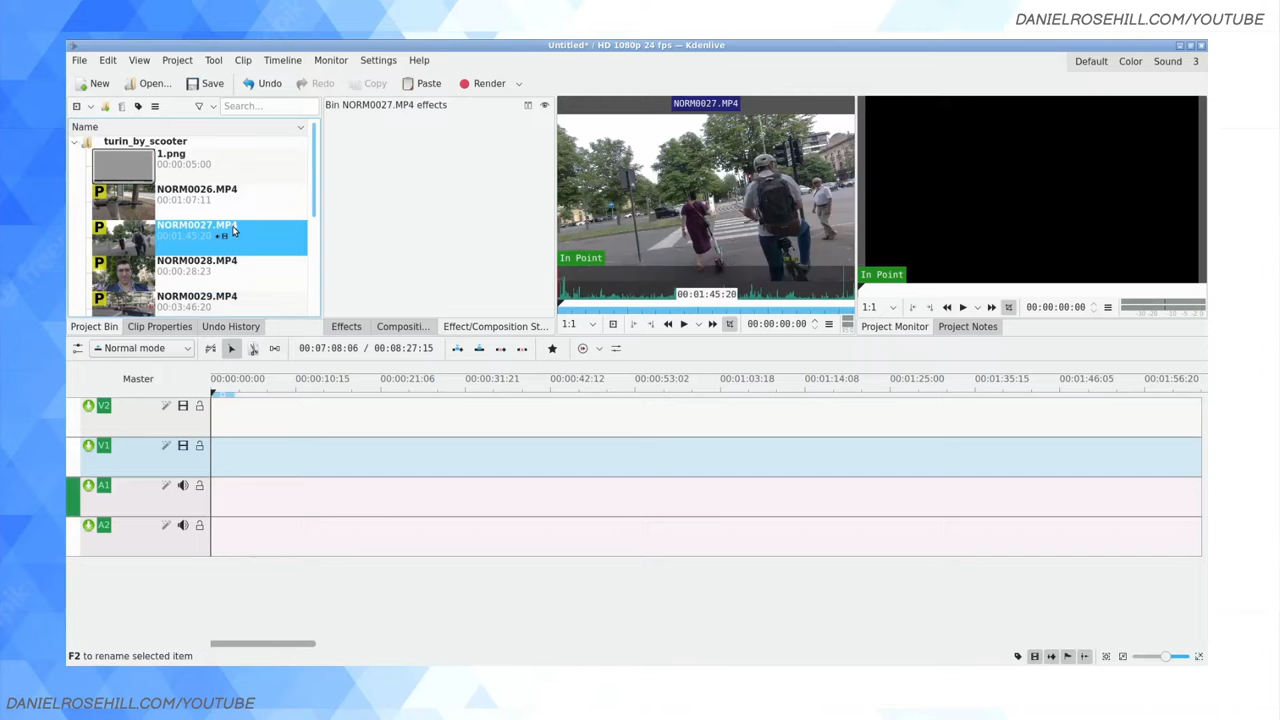 DANIELROSEHILL.COM/YOUTUBE
Untitled* / HD 1080p 24 fps — Kdenlive
File Edit View Project Tool Clip Timeline Monitor Settings Help
Default Color Sound 3
New Open... Save Undo Redo Copy Paste Render
Search...
Bin NORM0027.MP4 effects
NORM0027.MP4
Name
turin_by_scooter
1.png
00:00:05:00
P
NORM0026.MP4
00:01:07:11
P
NORM0027.MP4
00:01:45:20
P
NORM0028.MP4
00:00:28:23
P
NORM0029.MP4
00:03:46:20
In Point
00:01:45:20
In Point
1:1 00:00:00:00
1:1 00:00:00:00
Project Bin Clip Properties Undo History
Effects Compositi... Effect/Composition St...
Project Monitor Project Notes
Normal mode
00:07:08:06 / 00:08:27:15
Master
00:00:00:00 00:00:10:15 00:00:21:06 00:00:31:21 00:00:42:12 00:00:53:02 00:01:03:18 00:01:14:08 00:01:25:00 00:01:35:15 00:01:46:05 00:01:56:20
V2
V1
A1
A2
F2 to rename selected item
DANIELROSEHILL.COM/YOUTUBE